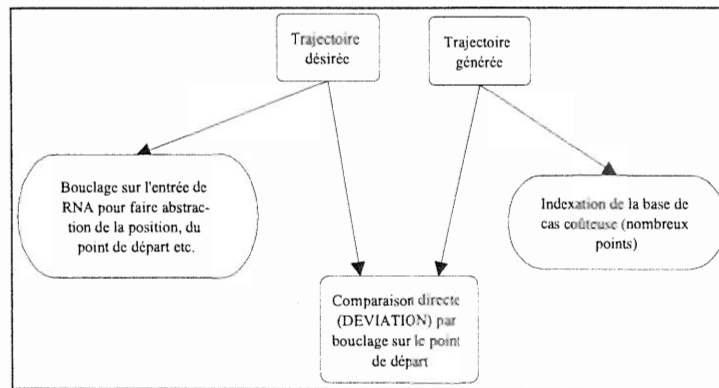 Trajectoire
désirée
Trajectoire
générée
Bouclage sur l'entrée de
RNA pour faire abstrac-
tion de la position, du
point de départ etc.
Indexation de la base de
cas coûteuse (nombreux
points)
Comparaison directe
(DEVIATION) par
bouclage sur le point
de départ